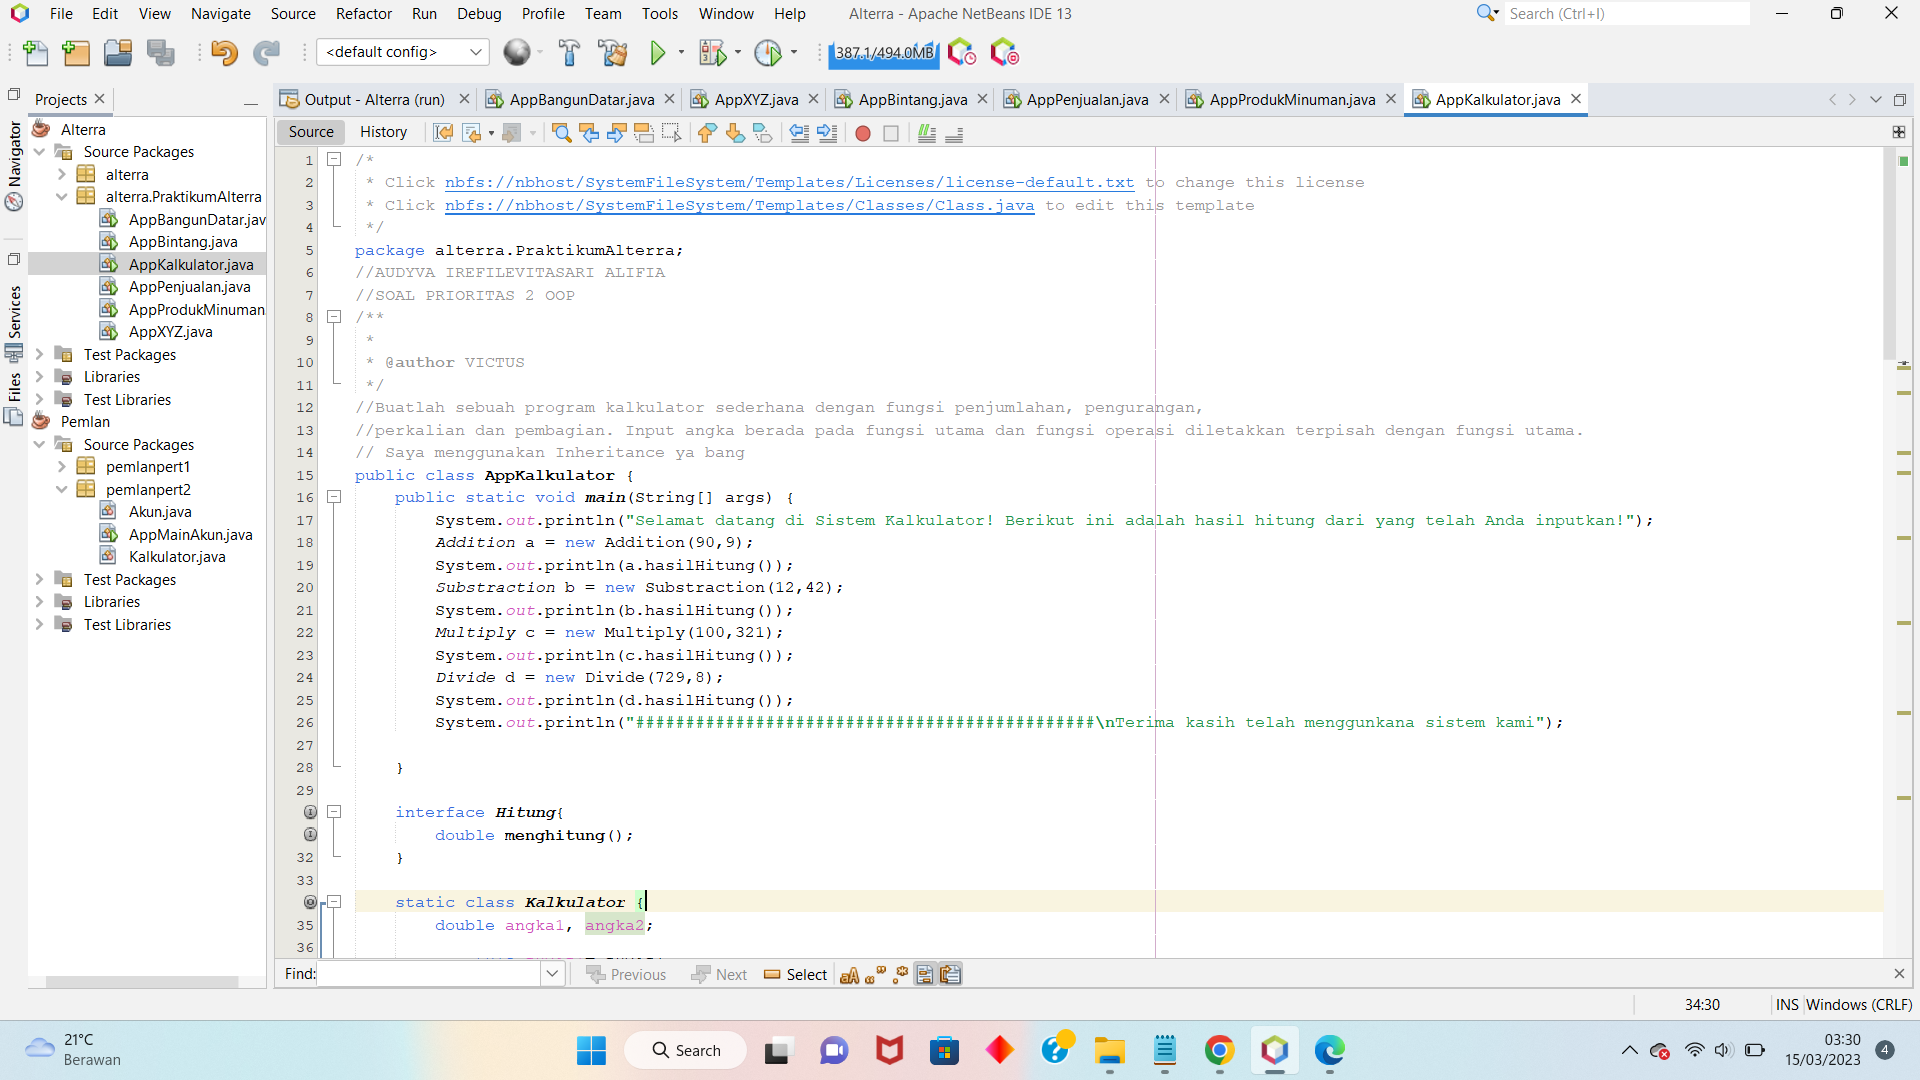 File Edit View Navigate Source Refactor Run Debug Profile Team Tools Window Help Alterra - Apache NetBeans IDE 13 Search (Ctrl+I)
<default config> 387.1/494.0MB
Projects Output - Alterra (run) AppBangunDatar.java AppXYZ.java AppBintang.java AppPenjualan.java AppProdukMinuman.java AppKalkulator.java
Source History
Navigator
Services
Files
Alterra
Source Packages
alterra
alterra.PraktikumAlterra
AppBangunDatar.jav
AppBintang.java
AppKalkulator.java
AppPenjualan.java
AppProdukMinuman.
AppXYZ.java
Test Packages
Libraries
Test Libraries
Pemlan
Source Packages
pemlanpert1
pemlanpert2
Akun.java
AppMainAkun.java
Kalkulator.java
Test Packages
Libraries
Test Libraries
1 /*
2 * Click nbfs://nbhost/SystemFileSystem/Templates/Licenses/license-default.txt to change this license
3 * Click nbfs://nbhost/SystemFileSystem/Templates/Classes/Class.java to edit this template
4 */
5 package alterra.PraktikumAlterra;
6 //AUDYVA IREFILEVITASARI ALIFIA
7 //SOAL PRIORITAS 2 OOP
8 /**
9 *
10 * @author VICTUS
11 */
12 //Buatlah sebuah program kalkulator sederhana dengan fungsi penjumlahan, pengurangan,
13 //perkalian dan pembagian. Input angka berada pada fungsi utama dan fungsi operasi diletakkan terpisah dengan fungsi utama.
14 // Saya menggunakan Inheritance ya bang
15 public class AppKalkulator {
16 public static void main(String[] args) {
17 System.out.println("Selamat datang di Sistem Kalkulator! Berikut ini adalah hasil hitung dari yang telah Anda inputkan!");
18 Addition a = new Addition(90,9);
19 System.out.println(a.hasilHitung());
20 Substraction b = new Substraction(12,42);
21 System.out.println(b.hasilHitung());
22 Multiply c = new Multiply(100,321);
23 System.out.println(c.hasilHitung());
24 Divide d = new Divide(729,8);
25 System.out.println(d.hasilHitung());
26 System.out.println("##############################################\nTerima kasih telah menggunkana sistem kami");
27
28 }
29
interface Hitung{
double menghitung();
32 }
33
static class Kalkulator {
35 double angka1, angka2;
36
Find: Previous Next Select
34:30 INS Windows (CRLF)
21°C
Berawan
Search
03:30
15/03/2023
4